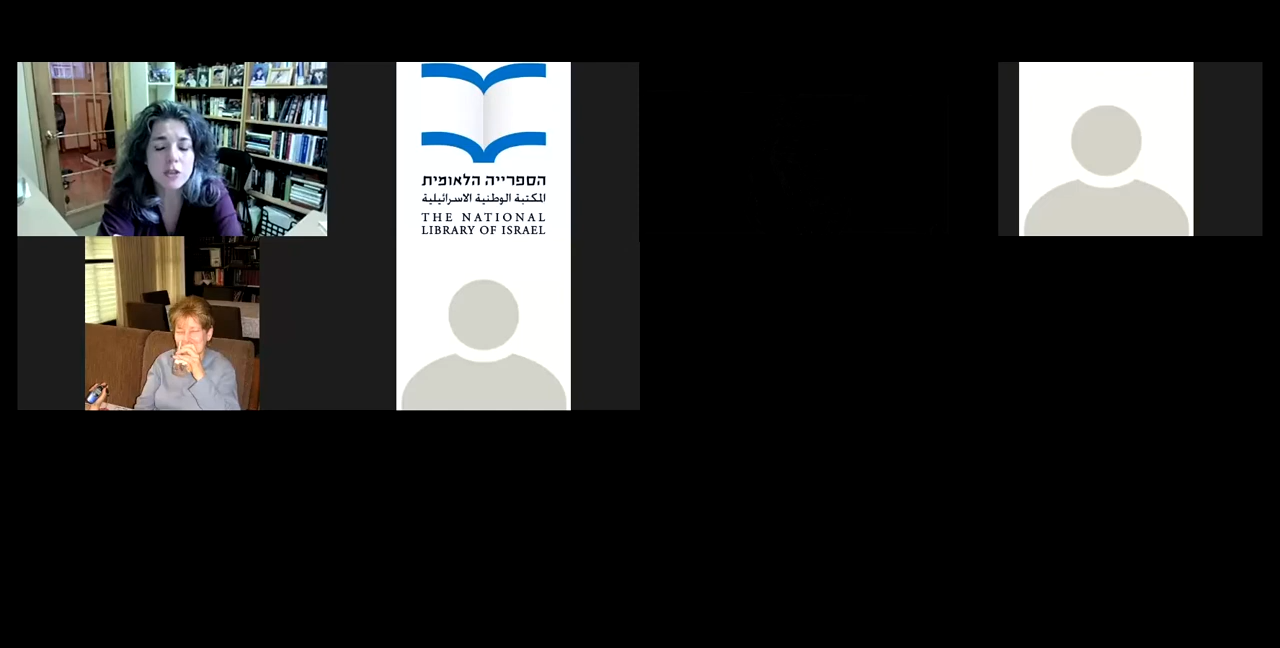 הספרייה הלאומית
المكتبة الوطنية الاسرائيلية
THE NATIONAL
LIBRARY OF ISRAEL